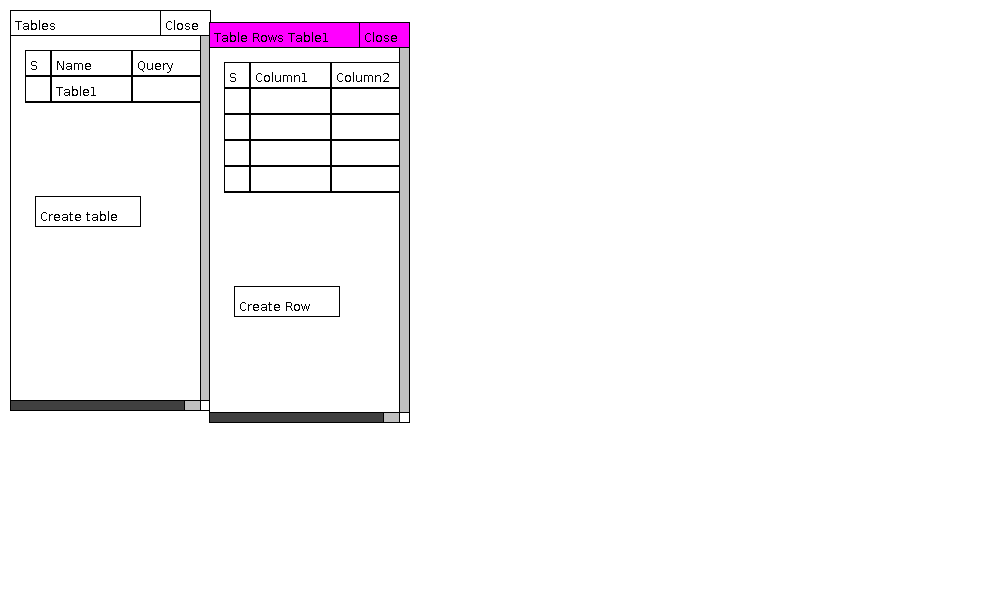 Tables Close
S Name Query
Table1
Create table
Table Rows Table1 Close
S Column1 Column2
Create Row